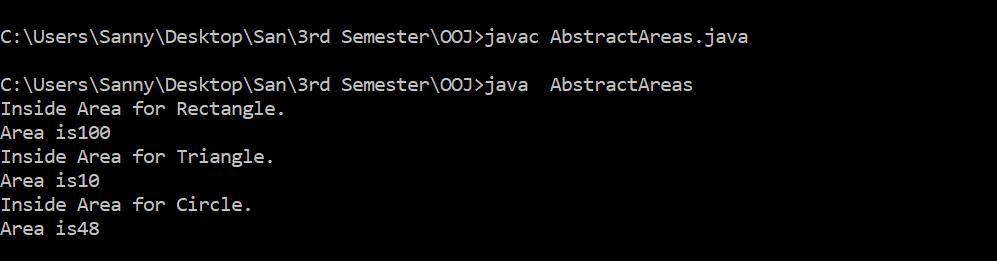 C:\Users\Sanny\Desktop\San\3rd Semester\OOJ>javac AbstractAreas.java
C:\Users\Sanny\Desktop\San\3rd Semester\OOJ>java  AbstractAreas
Inside Area for Rectangle.
Area is100
Inside Area for Triangle.
Area is10
Inside Area for Circle.
Area is48